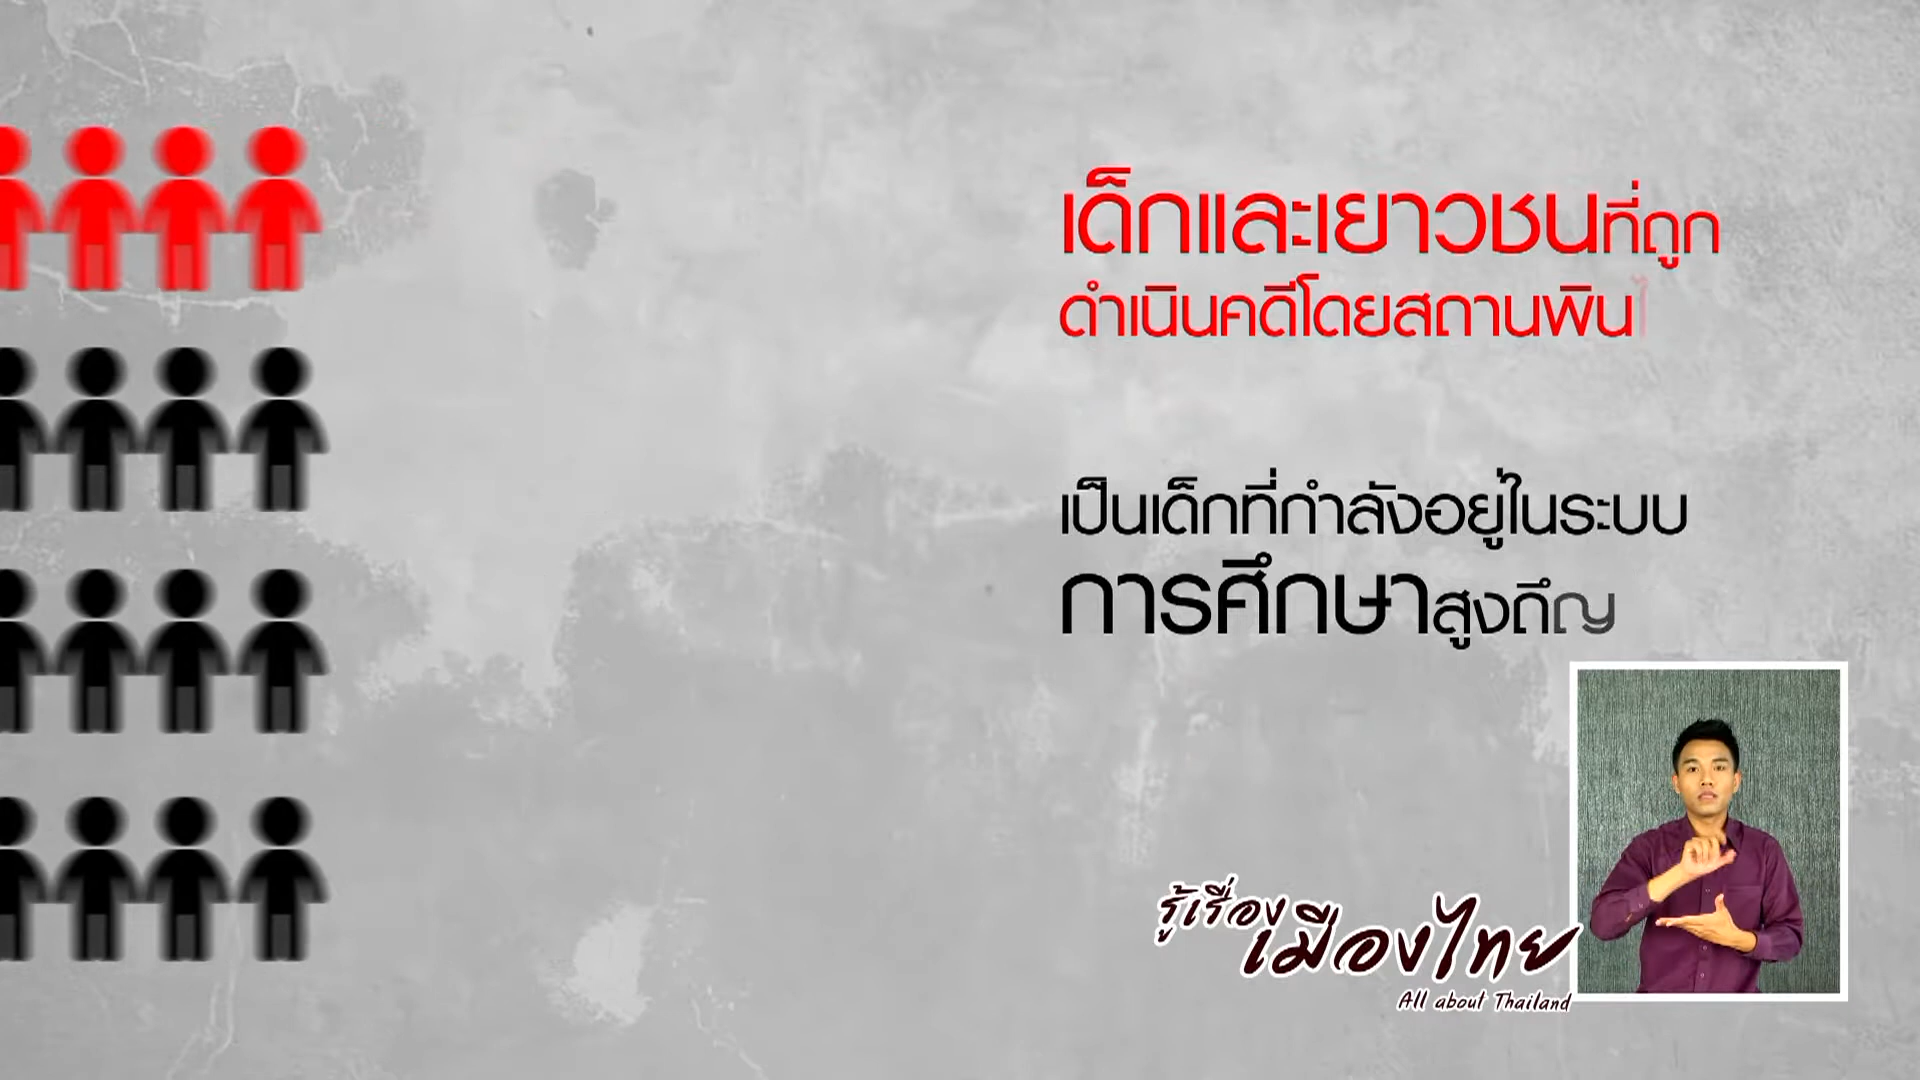 เด็กและเยาวชนที่ถูก
ดำเนินคดีโดยสถานพิน
เป็นเด็กที่กำลังอยู่ในระบบ
การศึกษาสูงถึญ
รู้เรื่อง
เมืองไทย
All about Thailand